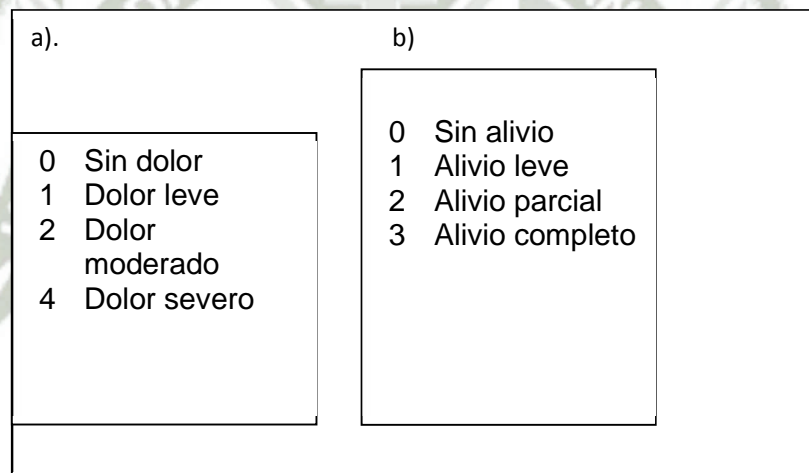 a).
0 Sin dolor
1 Dolor leve
2 Dolor
moderado
4 Dolor severo
b)
0 Sin alivio
1 Alivio leve
2 Alivio parcial
3 Alivio completo